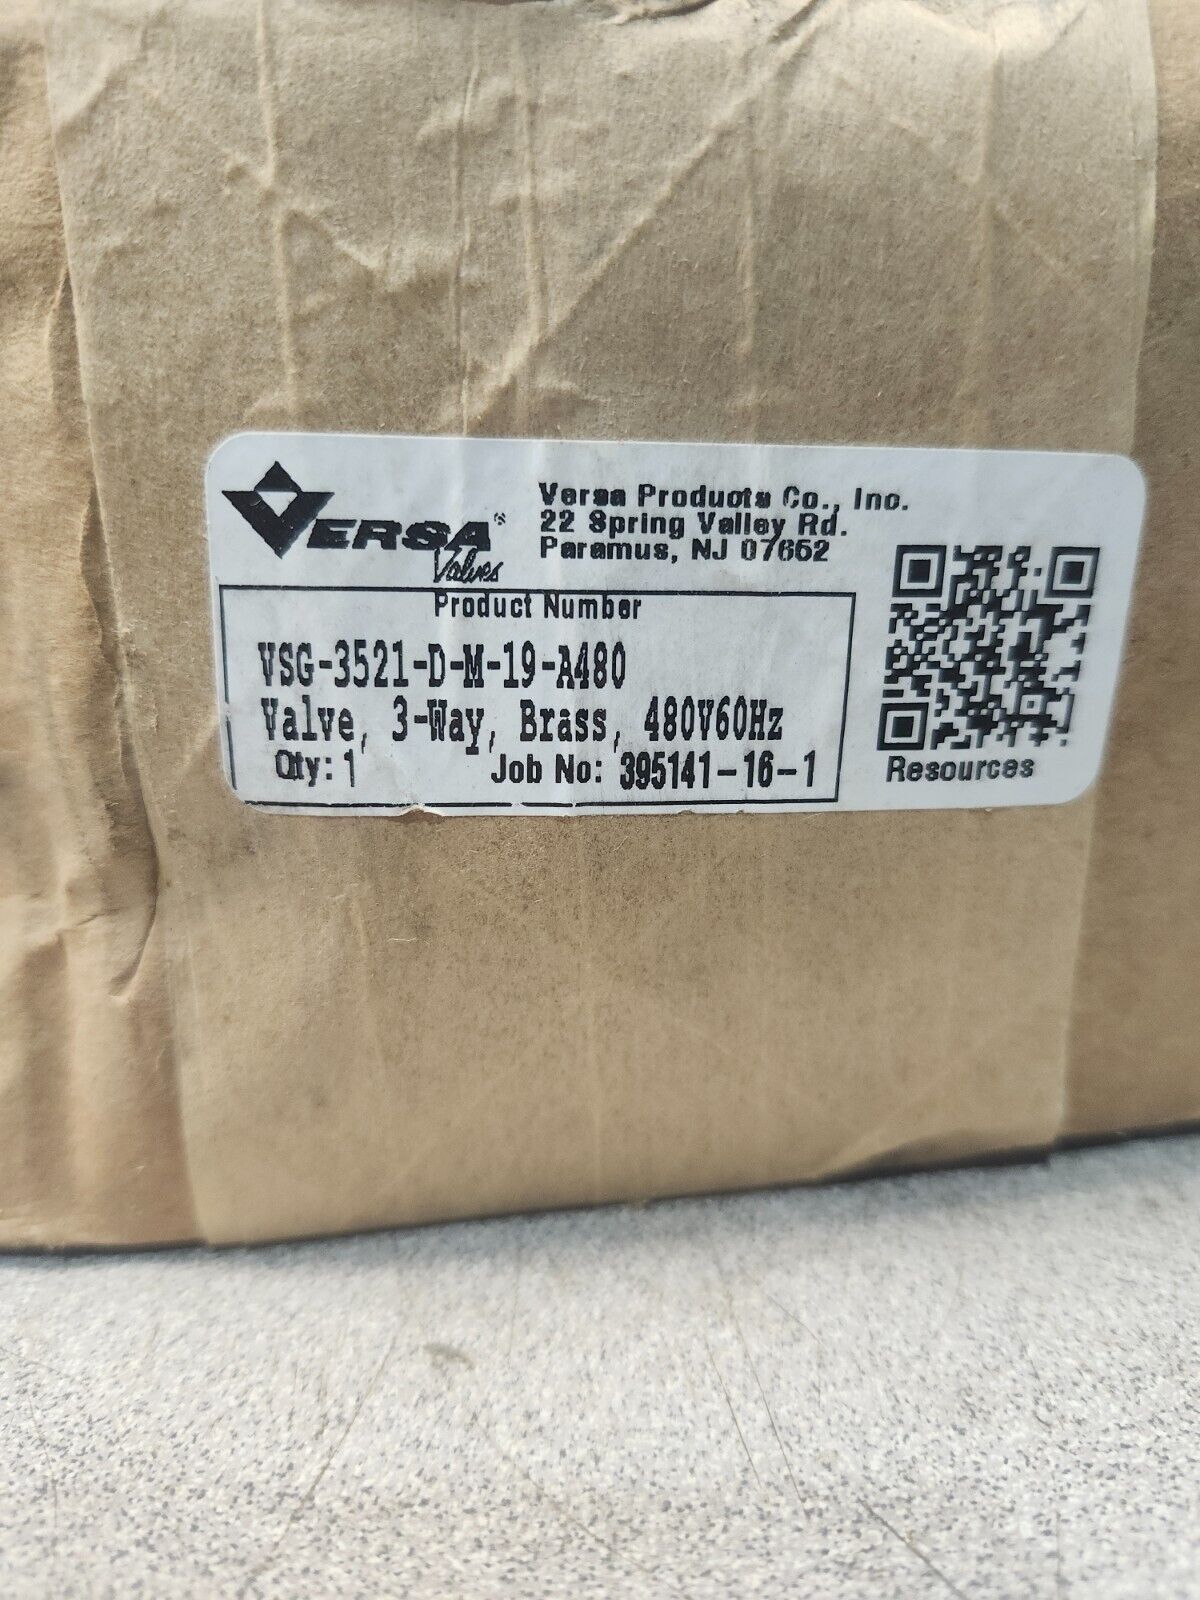 VERSA®
Valves
Versa Products Co., Inc.
22 Spring Valley Rd.
Paramus, NJ 07652
Product Number
VSG-3521-D-M-19-A480
Valve, 3-Way, Brass, 480V60Hz
Qty: 1 Job No: 395141-16-1
Resources